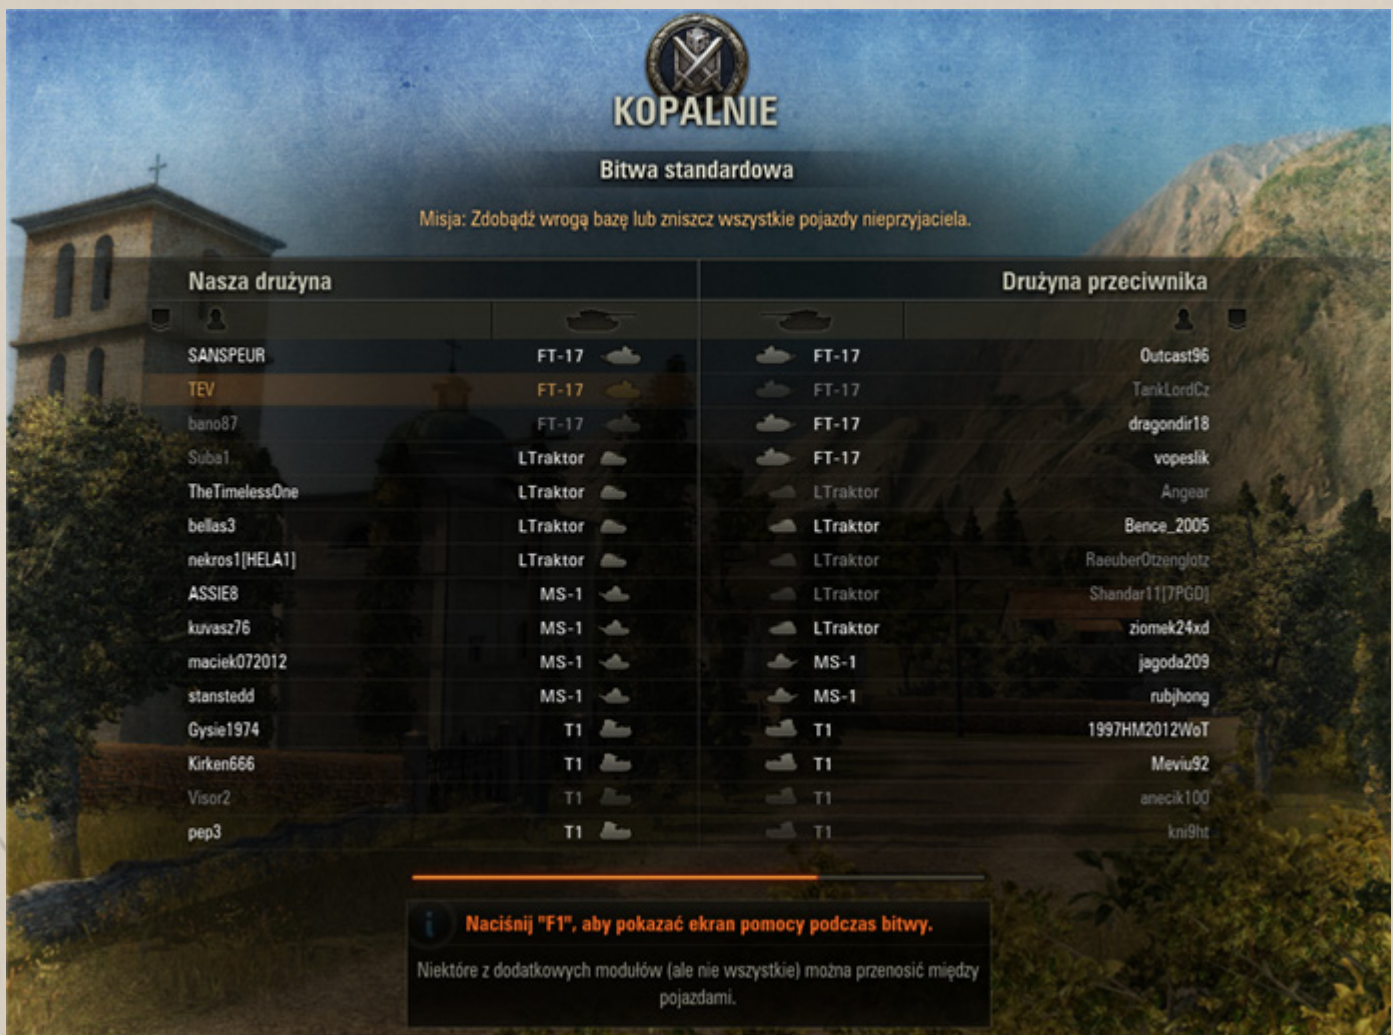 KOPALNIE
Bitwa standardowa
Misja: Zdobądź wrogą bazę lub zniszcz wszystkie pojazdy nieprzyjaciela.
Nasza drużyna Drużyna przeciwnika
SANSPEUR FT-17 FT-17 Outcast96
TEV FT-17 FT-17 TankLordCz
bano87 FT-17 FT-17 dragondir18
Suba1 LTraktor FT-17 vopeslik
TheTimelessOne LTraktor LTraktor Angear
bellas3 LTraktor LTraktor Bence_2005
nekros1[HELA1] LTraktor LTraktor RaeuberOtzenglotz
ASSIE8 MS-1 LTraktor Shandar11[7PGD]
kuvasz76 MS-1 LTraktor ziomek24xd
maciek072012 MS-1 MS-1 jagoda209
stanstedd MS-1 MS-1 rubjhong
Gysie1974 T1 T1 1997HM2012WoT
Kirken666 T1 T1 Meviu92
Visor2 T1 T1 anecik100
pep3 T1 T1 kni9ht
Naciśnij "F1", aby pokazać ekran pomocy podczas bitwy.
Niektóre z dodatkowych modułów (ale nie wszystkie) można przenosić między
pojazdami.